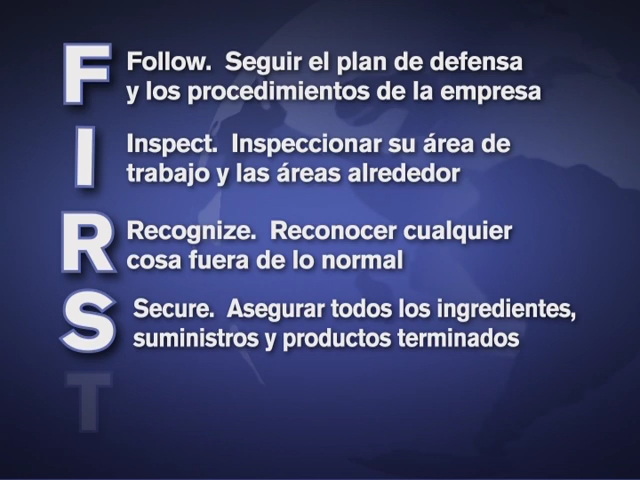 F Follow. Seguir el plan de defensa
y los procedimientos de la empresa
I Inspect. Inspeccionar su área de
trabajo y las áreas alrededor
R Recognize. Reconocer cualquier
cosa fuera de lo normal
S Secure. Asegurar todos los ingredientes,
suministros y productos terminados
T